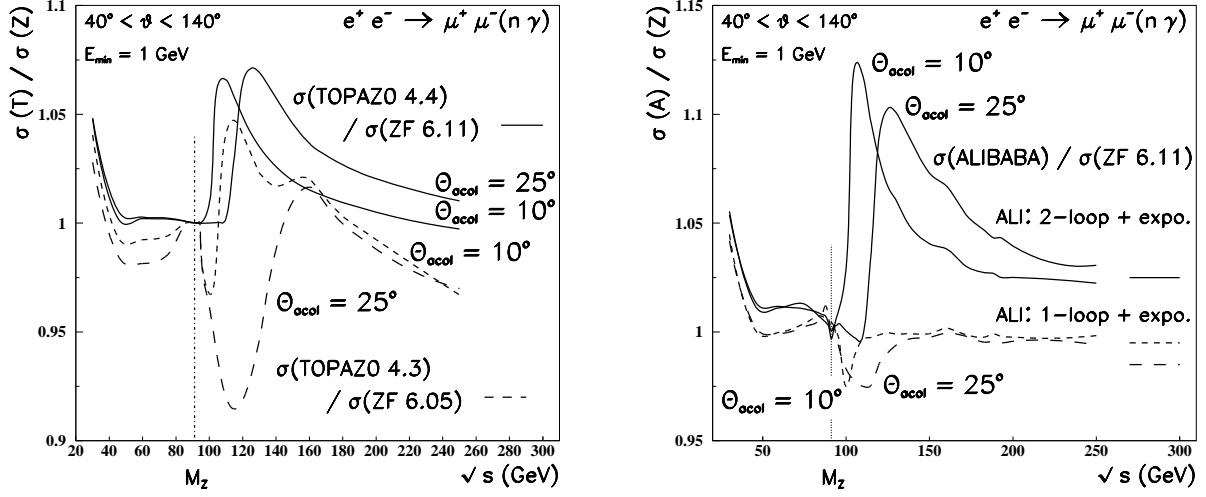 σ (T) / σ (Z)
1.1
1.05
1
0.95
0.9
40° < ϑ < 140°
e⁺ e⁻ → μ⁺ μ⁻(n γ)
E_min = 1 GeV
σ(TOPAZ0 4.4)
/ σ(ZF 6.11)
Θ_acol = 25°
Θ_acol = 10°
Θ_acol = 10°
Θ_acol = 25°
σ(TOPAZ0 4.3)
/ σ(ZF 6.05)
20 40 60 80 100 120 140 160 180 200 220 240 260 280 300
M_Z
√ s (GeV)
σ (A) / σ (Z)
1.15
1.1
1.05
1
0.95
40° < ϑ < 140°
e⁺ e⁻ → μ⁺ μ⁻(n γ)
E_min = 1 GeV
Θ_acol = 10°
Θ_acol = 25°
σ(ALIBABA) / σ(ZF 6.11)
ALI: 2-loop + expo.
ALI: 1-loop + expo.
Θ_acol = 25°
Θ_acol = 10°
50 100 150 200 250 300
M_Z
√ s (GeV)